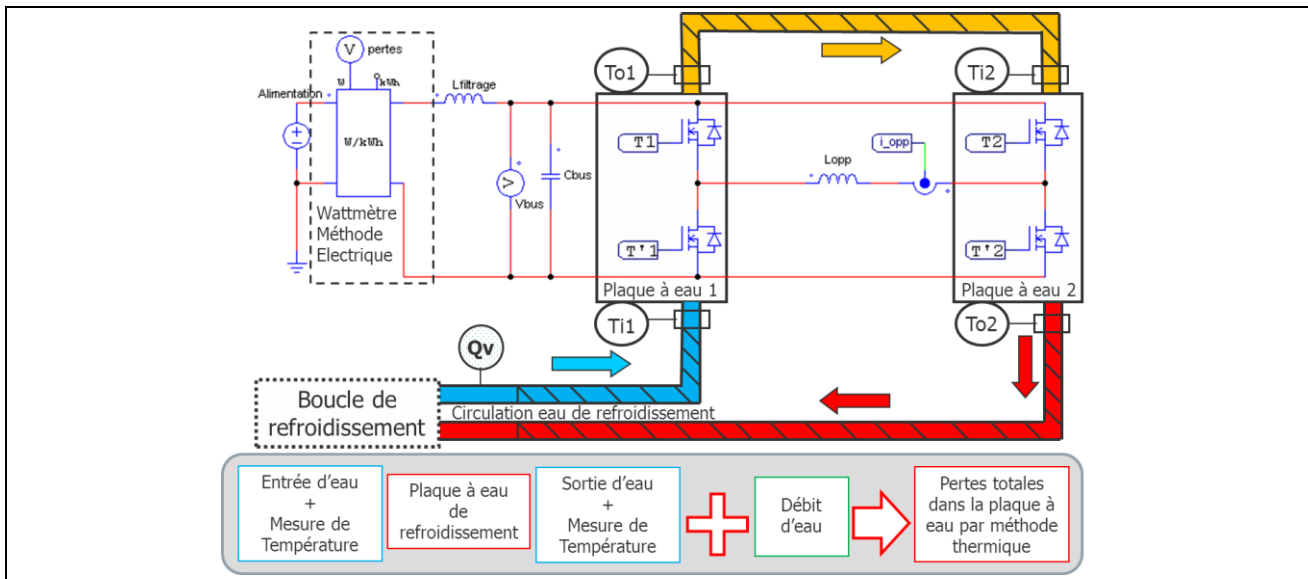 V
pertes
W
kWh
Alimentation
W/kWh
Wattmètre
Méthode
Electrique
Lfiltrage
V
Vbus
Cbus
To1
T1
T'1
Plaque à eau 1
Ti1
Lopp
i_opp
Ti2
T2
T'2
Plaque à eau 2
To2
Qv
Boucle de
refroidissement
Circulation eau de refroidissement
Entrée d'eau
+
Mesure de
Température
Plaque à eau
de
refroidissement
Sortie d'eau
+
Mesure de
Température
Débit
d'eau
Pertes totales
dans la plaque à
eau par méthode
thermique